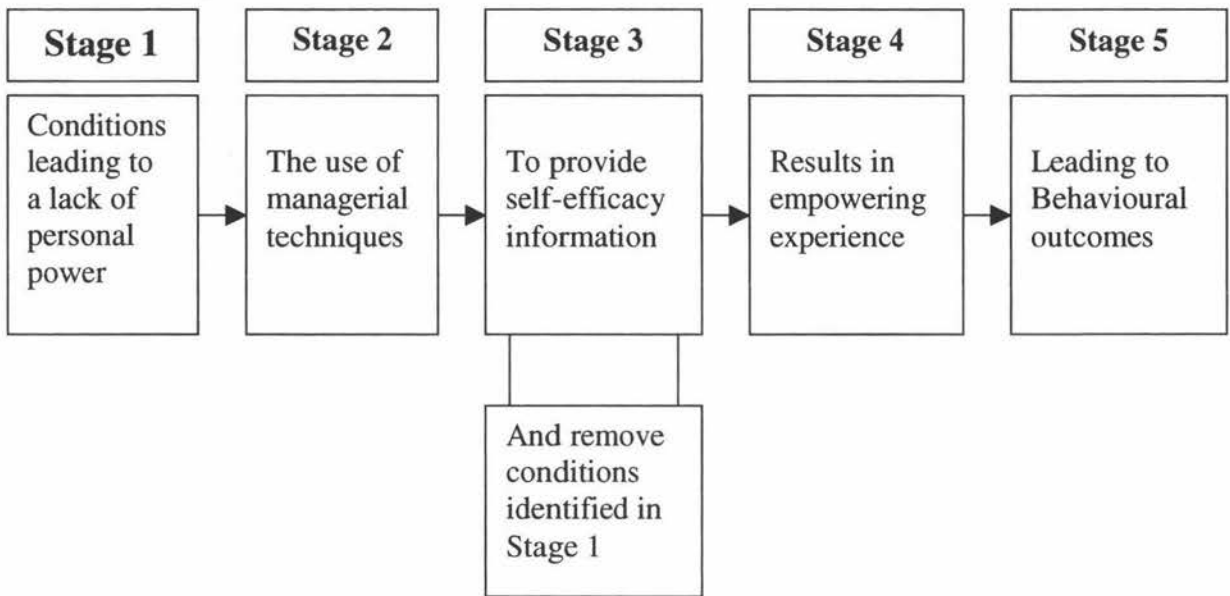 Stage 1
Stage 2
Stage 3
Stage 4
Stage 5
Conditions
leading to
a lack of
personal
power
The use of
managerial
techniques
To provide
self-efficacy
information
Results in
empowering
experience
Leading to
Behavioural
outcomes
And remove
conditions
identified in
Stage 1